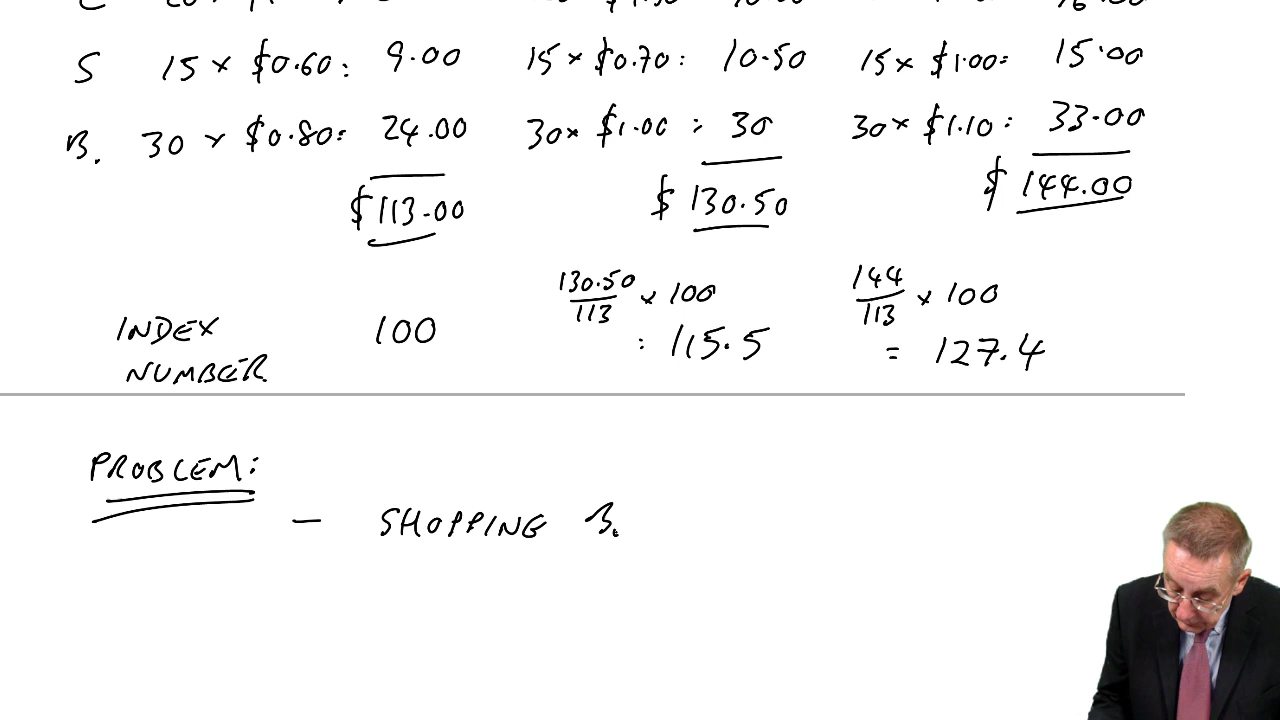 S 15 × $0.60: 9.00 15 × $0.70: 10.50 15 × $1.00= 15.00
B. 30 × $0.80= 24.00 30 × $1.00 : 30 30 × $1.10: 33.00
$113.00 $130.50 $144.00
130.50/113 × 100 144/113 × 100
INDEX 100 : 115.5 = 127.4
NUMBER
PROBLEM:
— SHOPPING B.